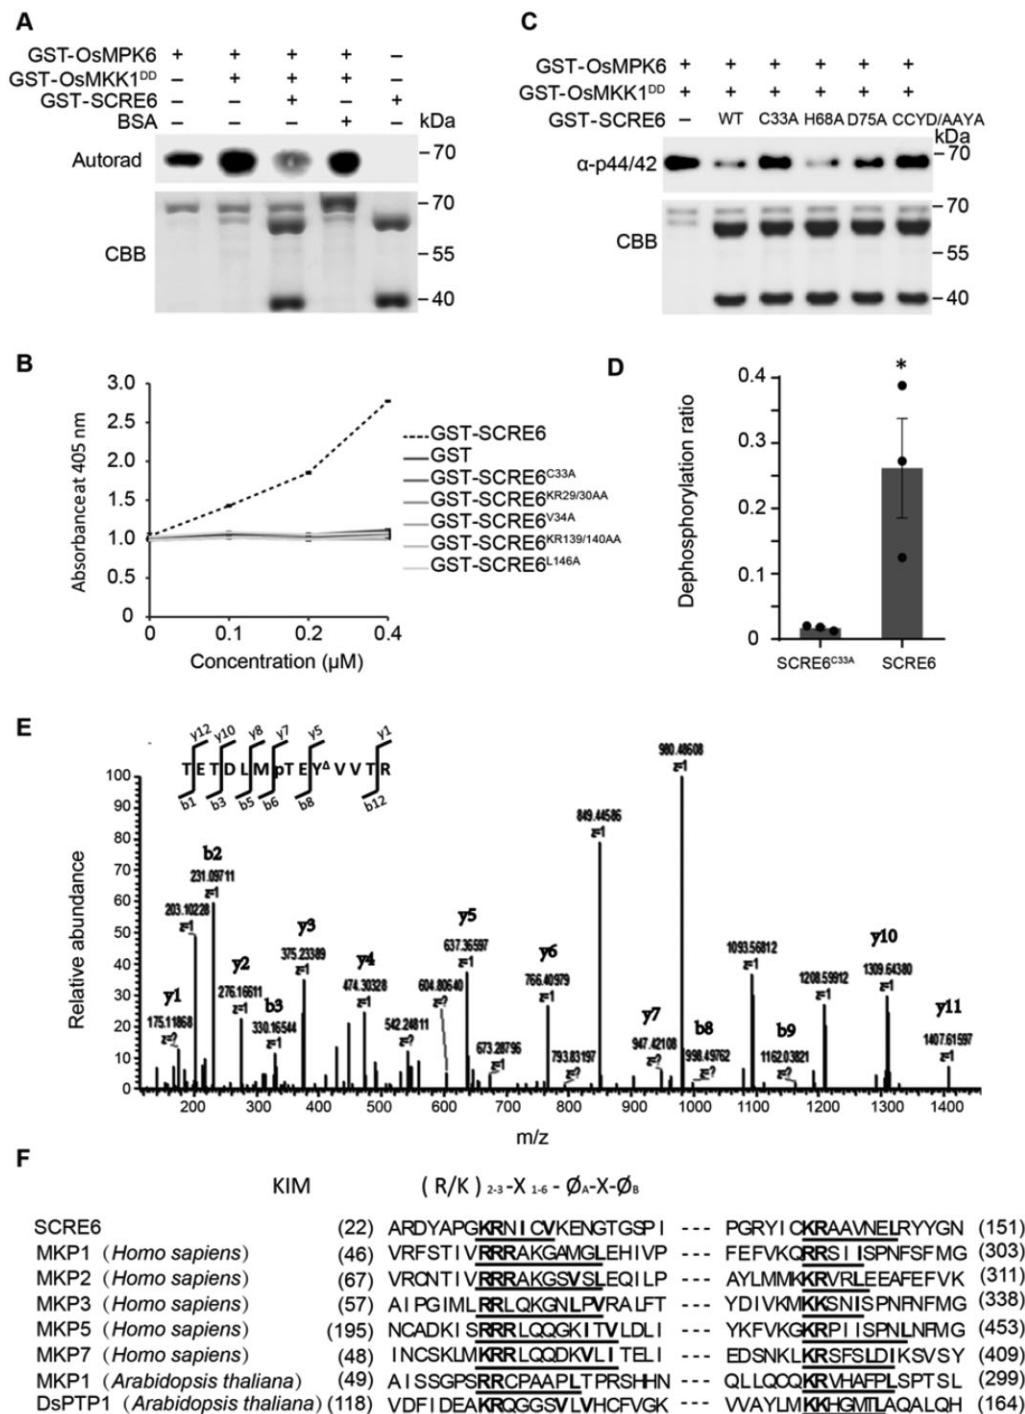 A
GST-OsMPK6 + + + + –
GST-OsMKK1DD – + + + –
GST-SCRE6 – – + – +
BSA – – – + – kDa
Autorad
70
70
CBB
55
40
C
GST-OsMPK6 + + + + + +
GST-OsMKK1DD + + + + + +
GST-SCRE6 – WT C33A H68A D75A CCYD/AAYA
kDa
α-p44/42
70
70
CBB
55
40
B
Absorbance at 405 nm
3.0
2.5
2.0
1.5
1.0
0.5
0
0 0.1 0.2 0.4
Concentration (µM)
GST-SCRE6
GST
GST-SCRE6C33A
GST-SCRE6KR29/30AA
GST-SCRE6V34A
GST-SCRE6KR139/140AA
GST-SCRE6L146A
D
Dephosphorylation ratio
0.4
0.3
0.2
0.1
0
*
SCRE6C33A SCRE6
E
y12 y10 y8 y7 y5 y1
T E T D L M pT E YΔ V V T R
b1 b3 b5 b6 b8 b12
Relative abundance
100
90
80
70
60
50
40
30
20
10
0
y1
175.11868
z=?
203.10228
z=1
b2
231.09711
z=1
y2
276.16611
z=1
b3
330.16544
z=1
y3
375.23389
z=1
y4
474.30328
z=1
542.24811
z=?
604.80640
z=?
y5
637.36597
z=1
673.28796
z=1
y6
766.40979
z=1
793.83197
z=?
849.44586
z=1
y7
947.42108
z=?
980.48608
z=1
b8
998.49762
z=?
1093.56812
z=1
b9
1162.03821
z=?
1208.59912
z=1
y10
1309.64380
z=1
y11
1407.61597
z=1
200 300 400 500 600 700 800 900 1000 1100 1200 1300 1400
m/z
F
KIM (R/K) 2-3 -X 1-6 - ØA-X-ØB
SCRE6 (22) ARDYAPGKRNICVKENGTGSPI --- PGRYICKRAAVNELRYYGN (151)
MKP1 (Homo sapiens) (46) VRFSTIVRRRAKGAMGLEHIVP --- FEFVKQRRSIISPNFSFMG (303)
MKP2 (Homo sapiens) (67) VRCNTIVRRRAKGSVSLEQILP --- AYLMMKKRVRLEEAFEFVK (311)
MKP3 (Homo sapiens) (57) AIPGIMLRRLQKGNLPVRALFT --- YDIVKMKKSNISPNFNFMG (338)
MKP5 (Homo sapiens) (195) NCADKISRRRLQQGKITVLDLI --- YKFVKGKRPIISPNLNFMG (453)
MKP7 (Homo sapiens) (48) INCSKLMKRRLQQDKVLITELI --- EDSNKLKRSFSLDIKSVSY (409)
MKP1 (Arabidopsis thaliana) (49) AISSGPSRRCPAAPLTPRSHHN --- QLLQCQKRVHAFPLSPTSL (299)
DsPTP1 (Arabidopsis thaliana) (118) VDFIDEAKRQGGSVLVHCFVGK --- VVAYLMKKHGMTLAQALQH (164)